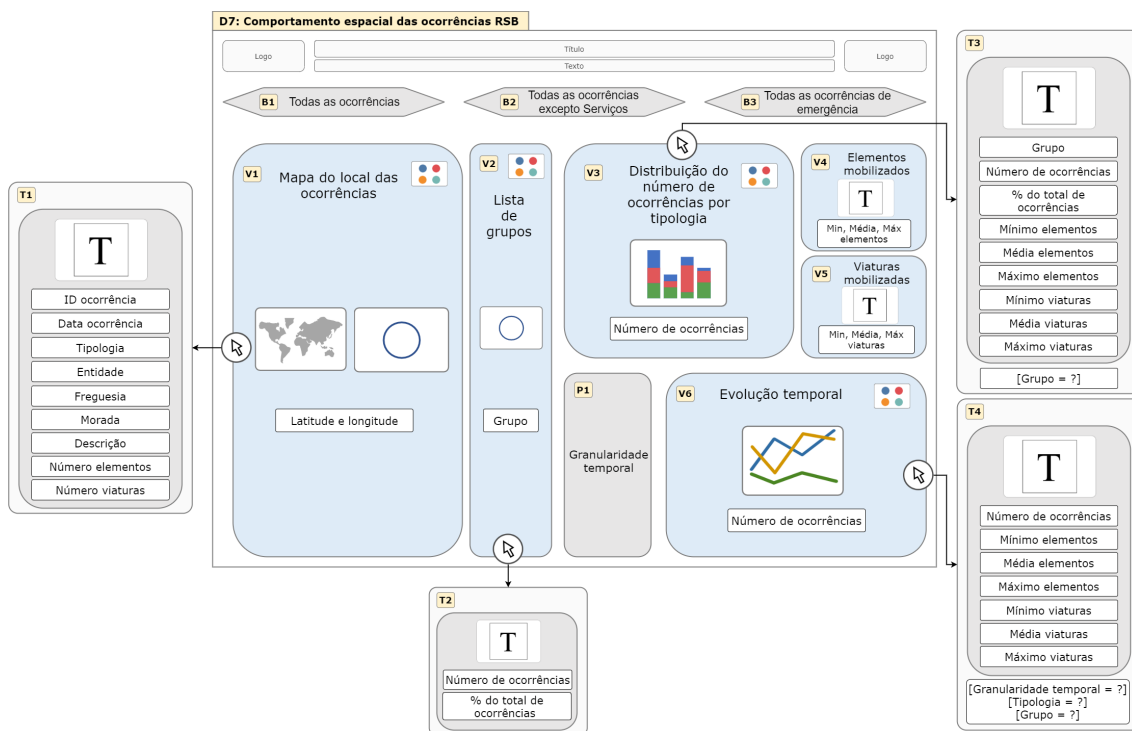 D7: Comportamento espacial das ocorrências RSB
Logo
Título
Texto
Logo
B1
Todas as ocorrências
B2
Todas as ocorrências
excepto Serviços
B3
Todas as ocorrências de
emergência
V1
Mapa do local das
ocorrências
Latitude e longitude
V2
Lista
de
grupos
Grupo
V3
Distribuição do
número de
ocorrências por
tipologia
Número de ocorrências
V4
Elementos
mobilizados
T
Min, Média, Máx
elementos
V5
Viaturas
mobilizadas
T
Min, Média, Máx
viaturas
P1
Granularidade
temporal
V6
Evolução temporal
Número de ocorrências
T1
T
ID ocorrência
Data ocorrência
Tipologia
Entidade
Freguesia
Morada
Descrição
Número elementos
Número viaturas
T2
T
Número de ocorrências
% do total de
ocorrências
T3
T
Grupo
Número de ocorrências
% do total de
ocorrências
Mínimo elementos
Média elementos
Máximo elementos
Mínimo viaturas
Média viaturas
Máximo viaturas
[Grupo = ?]
T4
T
Número de ocorrências
Mínimo elementos
Média elementos
Máximo elementos
Mínimo viaturas
Média viaturas
Máximo viaturas
[Granularidade temporal = ?]
[Tipologia = ?]
[Grupo = ?]